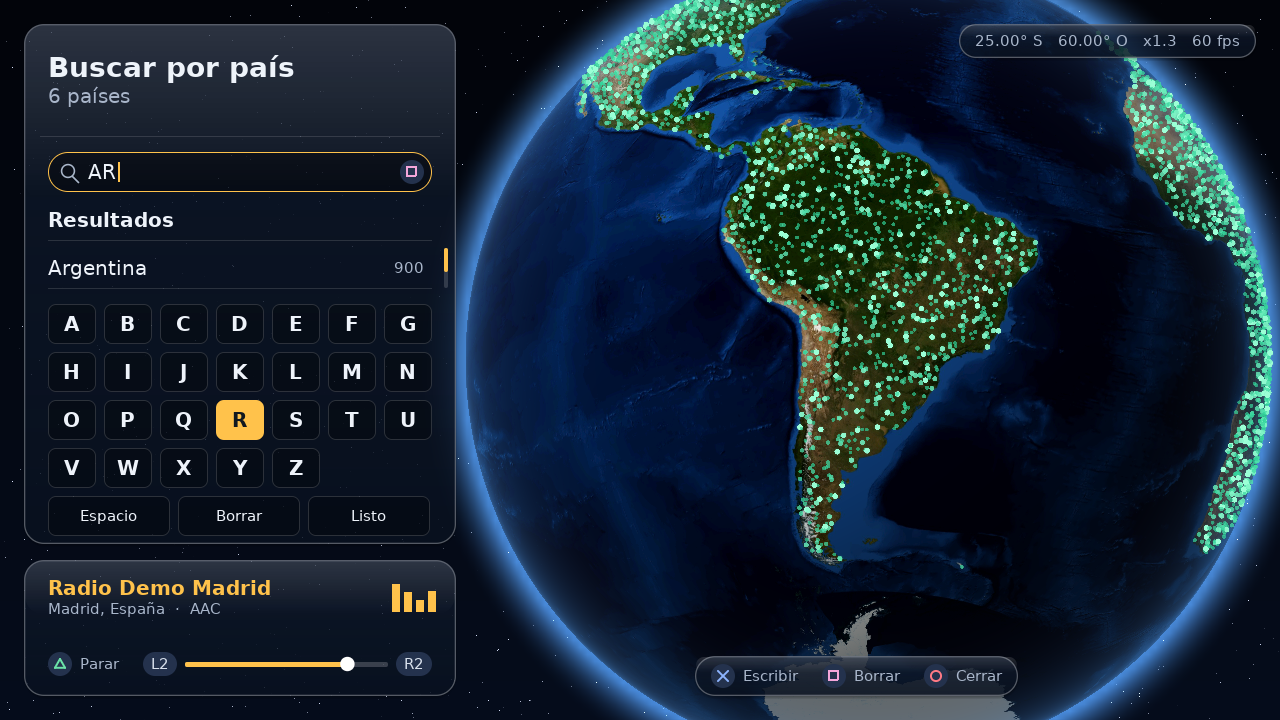 Buscar por país
6 países
AR
Resultados
Argentina 900
A B C D E F G
H I J K L M N
O P Q R S T U
V W X Y Z
Espacio Borrar Listo
Radio Demo Madrid
Madrid, España · AAC
Parar L2 R2
25.00° S 60.00° O x1.3 60 fps
Escribir Borrar Cerrar